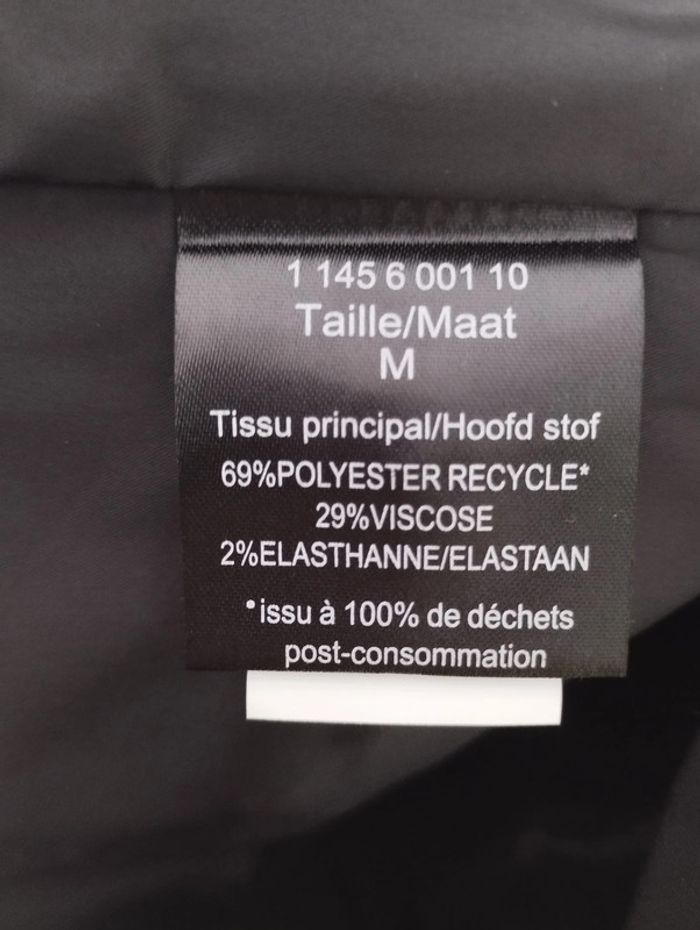 1 145 6 001 10
Taille/Maat
M
Tissu principal/Hoofd stof
69%POLYESTER RECYCLE*
29%VISCOSE
2%ELASTHANNE/ELASTAAN
*issu à 100% de déchets
post-consommation